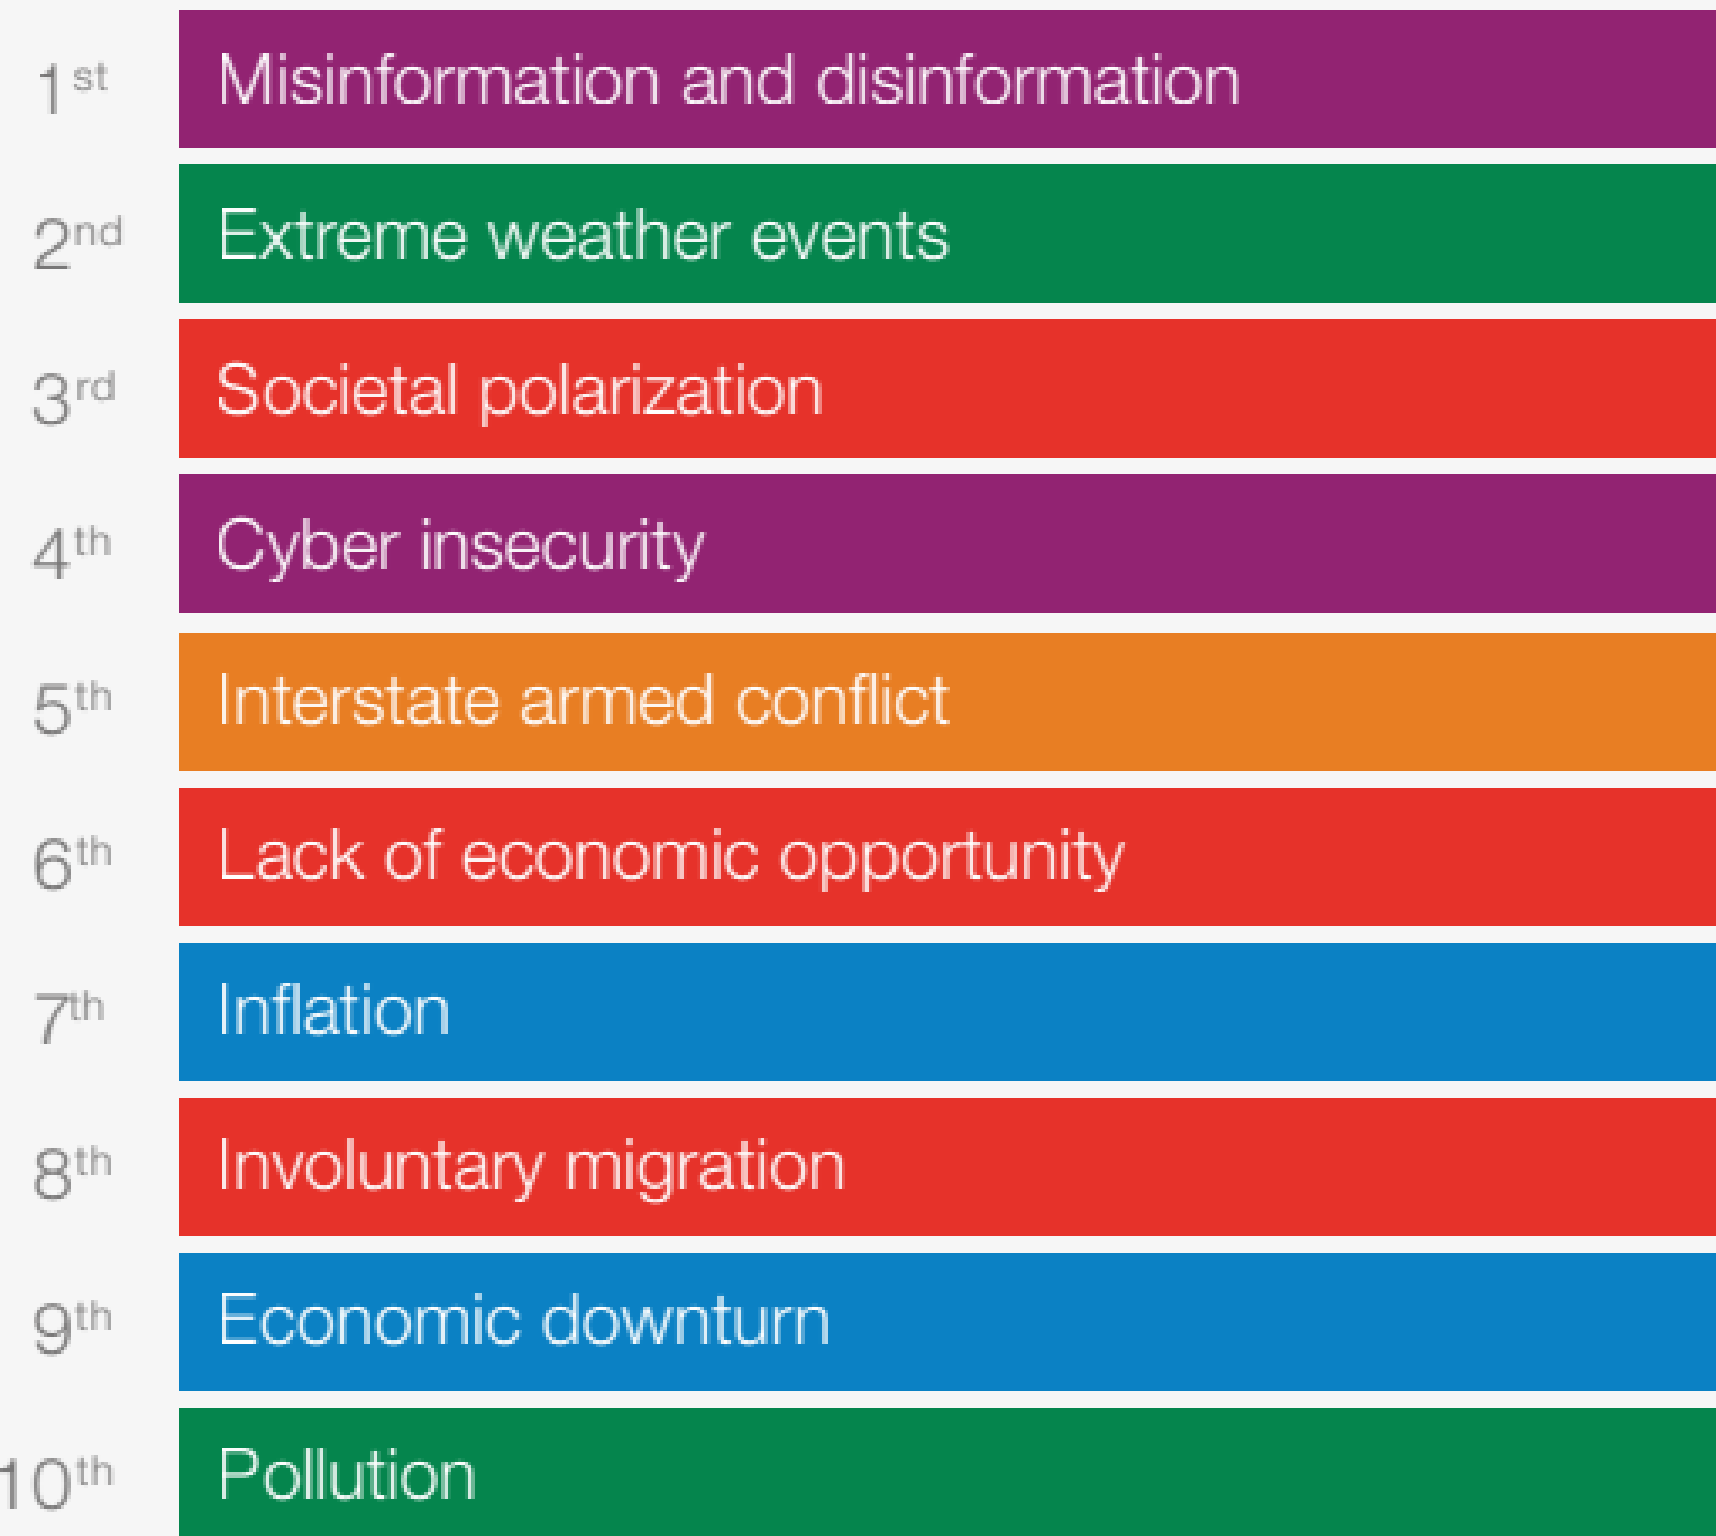 1st Misinformation and disinformation
2nd Extreme weather events
3rd Societal polarization
4th Cyber insecurity
5th Interstate armed conflict
6th Lack of economic opportunity
7th Inflation
8th Involuntary migration
9th Economic downturn
10th Pollution